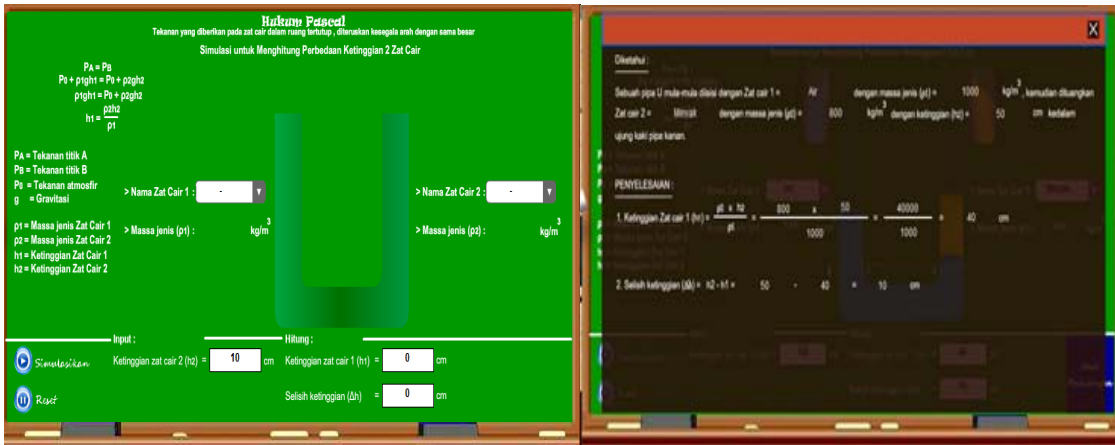 Hukum Pascal
Tekanan yang diberikan pada zat cair dalam ruang tertutup , diteruskan kesegala arah dengan sama besar
Simulasi untuk Menghitung Perbedaan Ketinggian 2 Zat Cair
PA = PB
P0 + ρ1gh1 = P0 + ρ2gh2
ρ1gh1 = P0 + ρ2gh2
h1 = ρ2h2 / ρ1
PA = Tekanan titik A
PB = Tekanan titik B
P0 = Tekanan atmosfir
g = Gravitasi
ρ1 = Massa jenis Zat Cair 1
ρ2 = Massa jenis Zat Cair 2
h1 = Ketinggian Zat Cair 1
h2 = Ketinggian Zat Cair 2
> Nama Zat Cair 1 : -
> Massa jenis (ρ1) : kg/m³
> Nama Zat Cair 2 : -
> Massa jenis (ρ2) : kg/m³
Input :
Ketinggian zat cair 2 (h2) = 10 cm
Hitung :
Ketinggian zat cair 1 (h1) = 0 cm
Selisih ketinggian (Δh) = 0 cm
Simulasikan
Reset
X
Diketahui :
Sebuah pipa U mula-mula diisi dengan Zat cair 1 = Air dengan massa jenis (ρ1) = 1000 kg/m³ , kemudian dituangkan
Zat cair 2 = Minyak dengan massa jenis (ρ2) = 800 kg/m³ dengan ketinggian (h2) = 50 cm kedalam
ujung kaki pipa kanan.
PENYELESAIAN :
1. Ketinggian Zat cair 1 (h1) = ρ2 x h2 / ρ1 = 800 x 50 / 1000 = 40000 / 1000 = 40 cm
2. Selisih ketinggian (Δh) = h2 - h1 = 50 - 40 = 10 cm